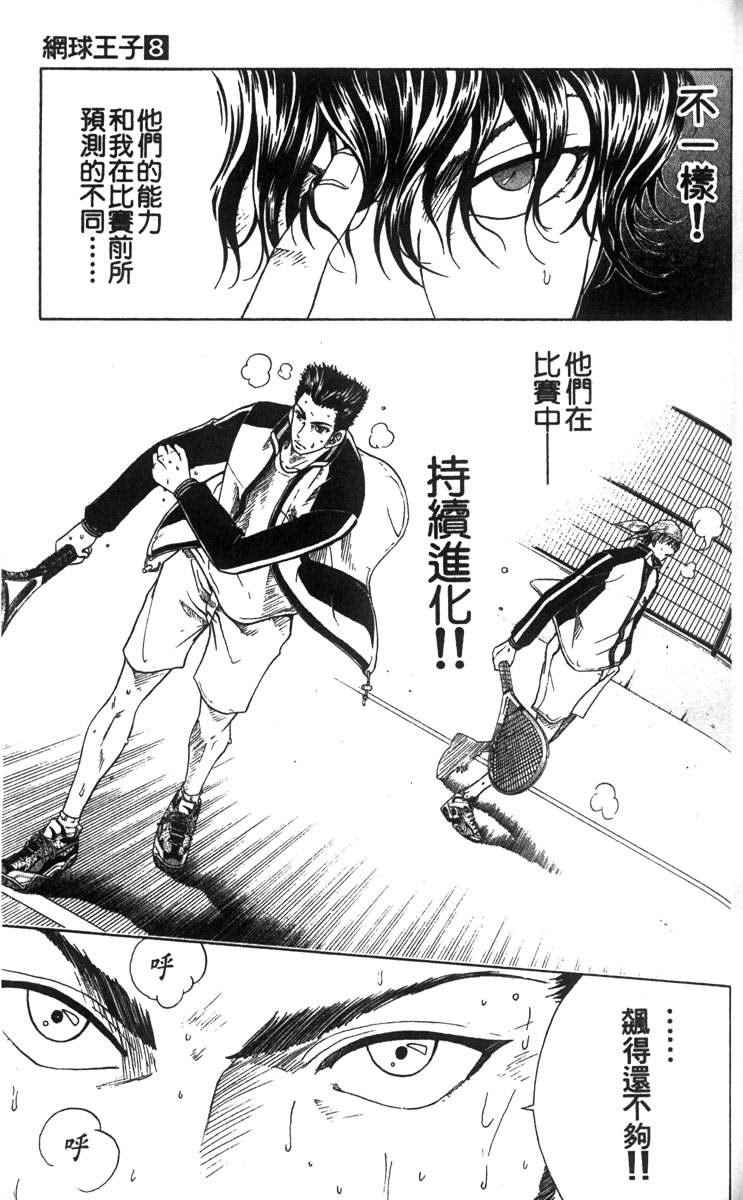 網球王子8
不一樣！
他們的能力
和我在比賽前所
預測的不同……
他們在
比賽中——
持續進化!!
……
飆得還不夠!!
呼
呼